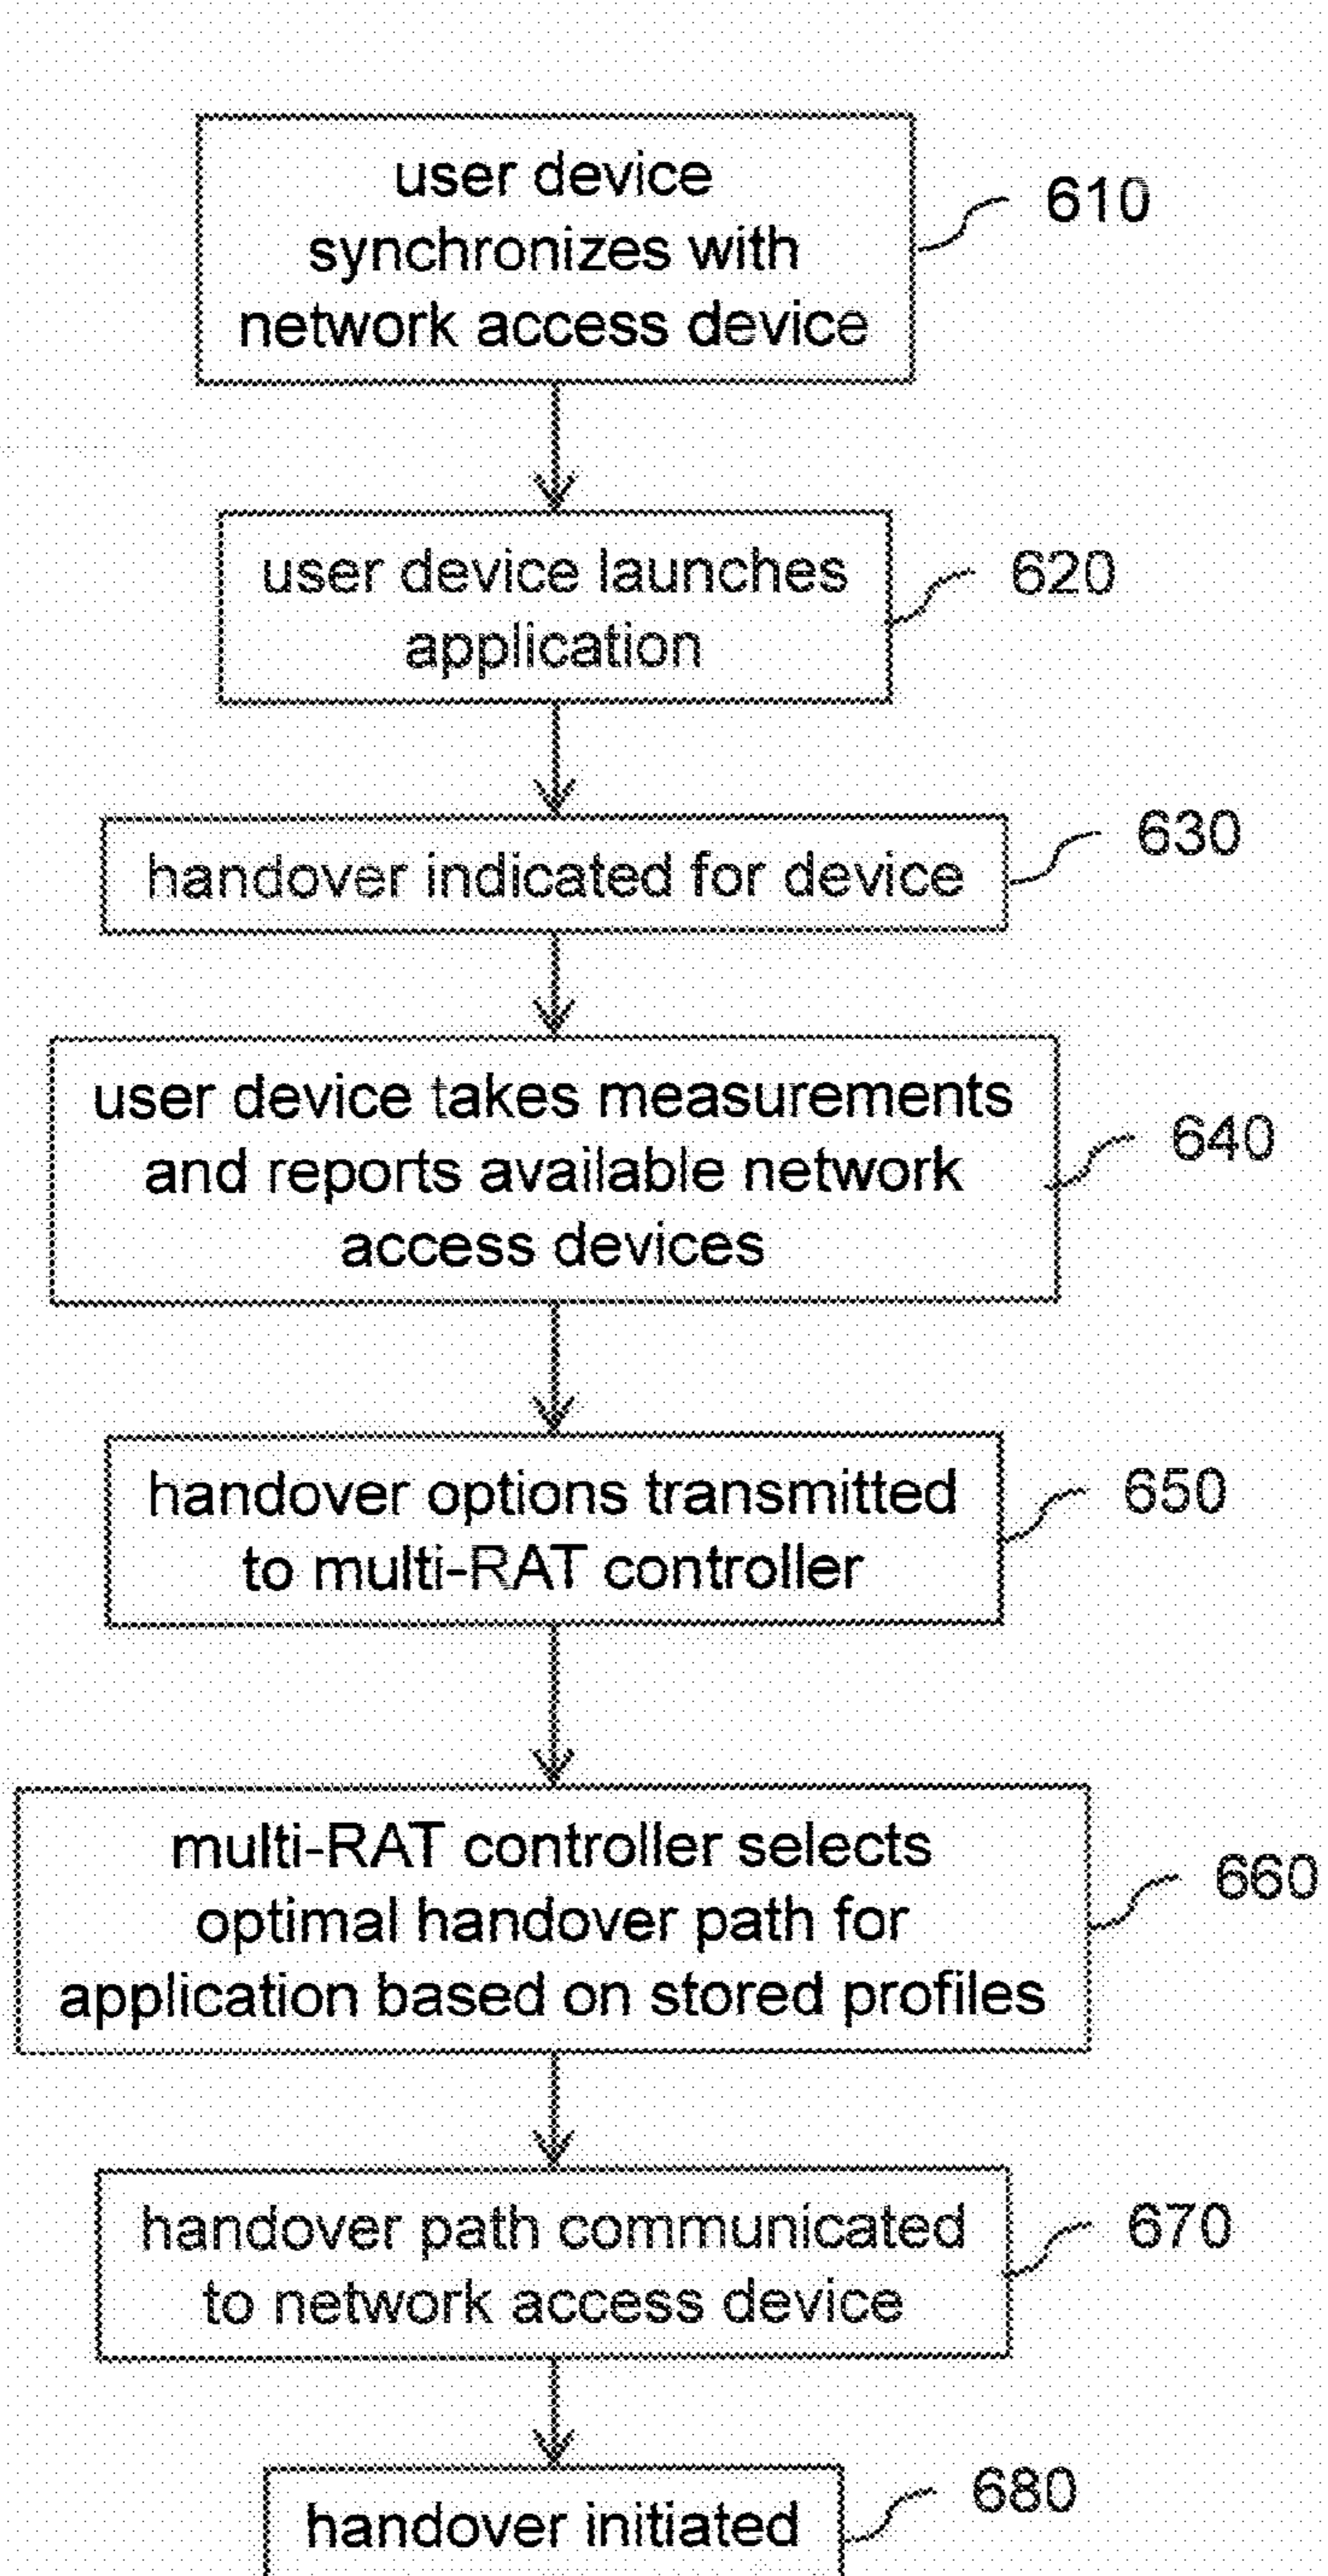 user device
synchronizes with
network access device
610
user device launches
application
620
handover indicated for device
630
user device takes measurements
and reports available network
access devices
640
handover options transmitted
to multi-RAT controller
650
multi-RAT controller selects
optimal handover path for
application based on stored profiles
660
handover path communicated
to network access device
670
handover initiated
680